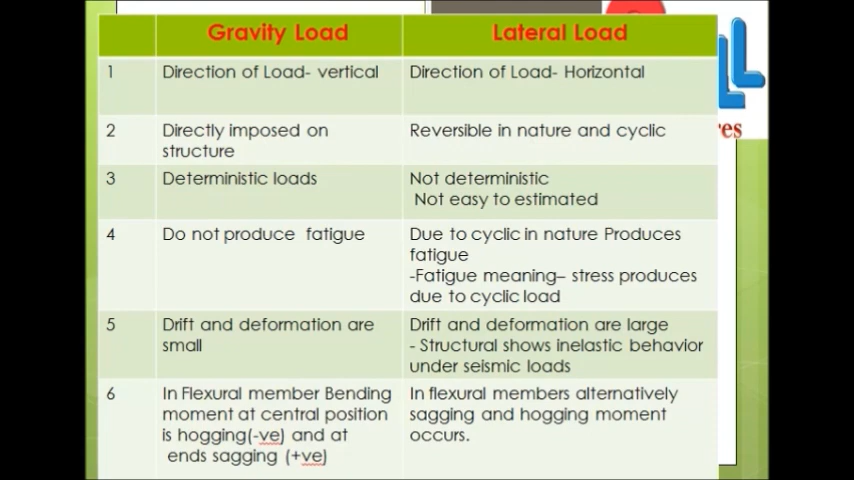 Gravity Load
Lateral Load
1
Direction of Load- vertical
Direction of Load- Horizontal
2
Directly imposed on
structure
Reversible in nature and cyclic
3
Deterministic loads
Not deterministic
Not easy to estimated
4
Do not produce fatigue
Due to cyclic in nature Produces
fatigue
-Fatigue meaning– stress produces
due to cyclic load
5
Drift and deformation are
small
Drift and deformation are large
- Structural shows inelastic behavior
under seismic loads
6
In Flexural member Bending
moment at central position
is hogging(-ve) and at
ends sagging (+ve)
In flexural members alternatively
sagging and hogging moment
occurs.